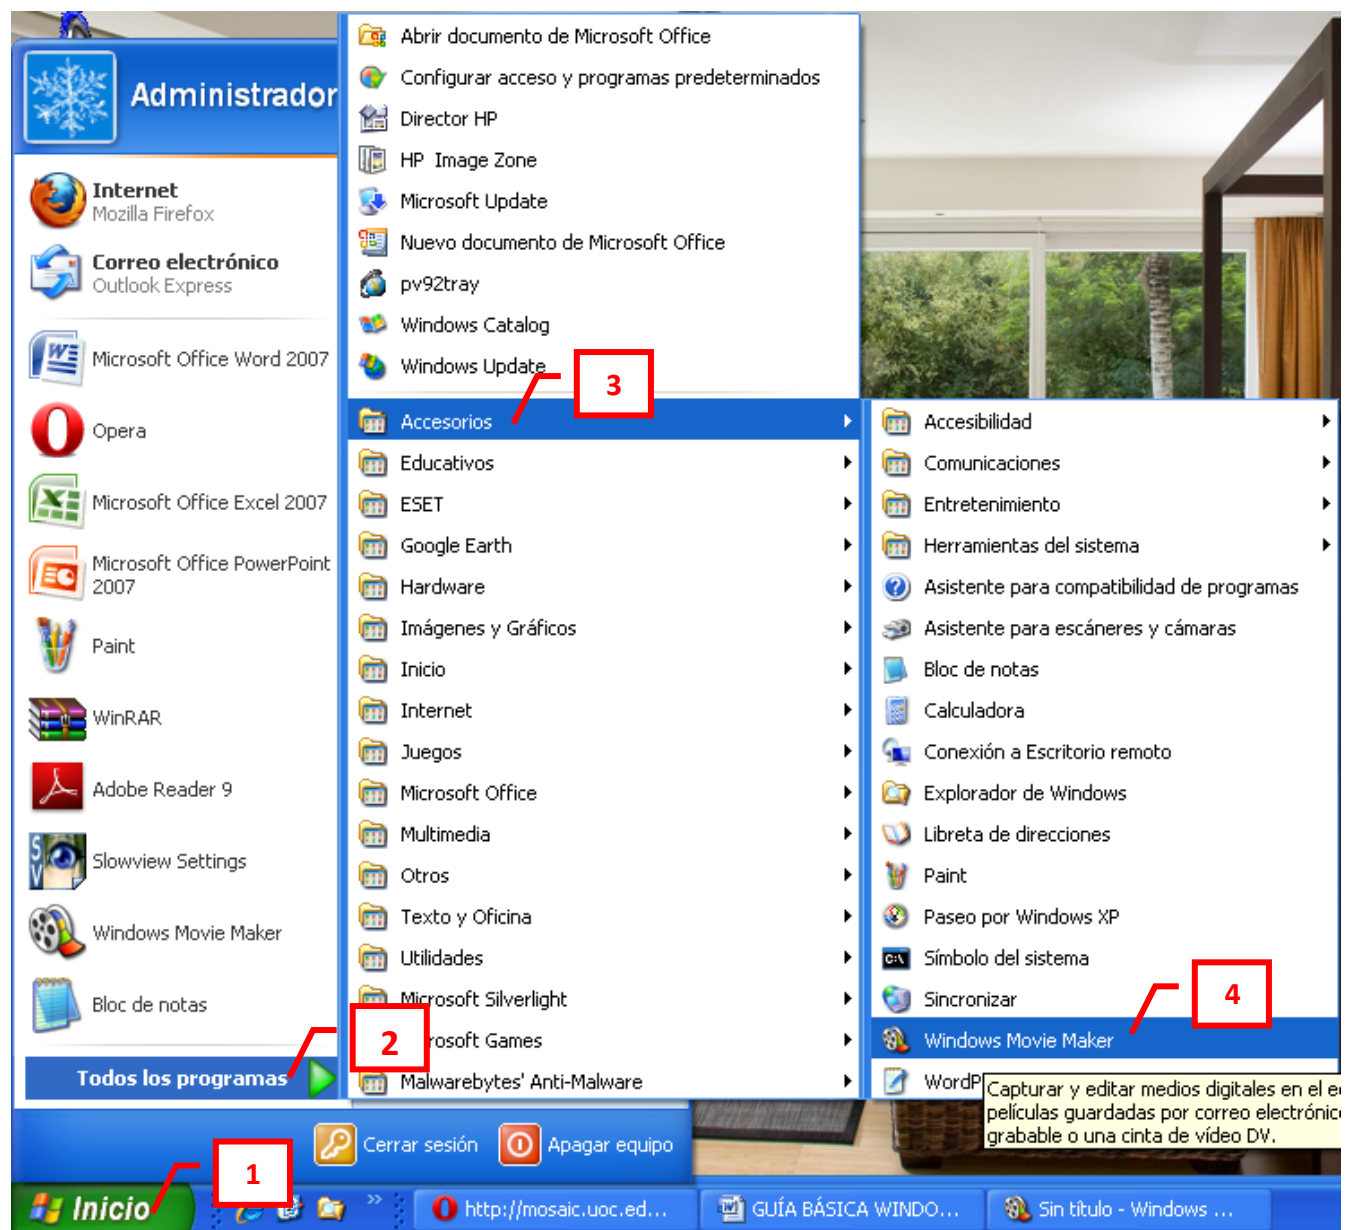 Administrador
Internet
Mozilla Firefox
Correo electrónico
Outlook Express
Microsoft Office Word 2007
Opera
Microsoft Office Excel 2007
Microsoft Office PowerPoint
2007
Paint
WinRAR
Adobe Reader 9
Slowview Settings
Windows Movie Maker
Bloc de notas
Todos los programas
2
Abrir documento de Microsoft Office
Configurar acceso y programas predeterminados
Director HP
HP Image Zone
Microsoft Update
Nuevo documento de Microsoft Office
pv92tray
Windows Catalog
Windows Update
3
Accesorios
Educativos
ESET
Google Earth
Hardware
Imágenes y Gráficos
Inicio
Internet
Juegos
Microsoft Office
Multimedia
Otros
Texto y Oficina
Utilidades
Microsoft Silverlight
rosoft Games
Malwarebytes' Anti-Malware
Accesibilidad
Comunicaciones
Entretenimiento
Herramientas del sistema
Asistente para compatibilidad de programas
Asistente para escáneres y cámaras
Bloc de notas
Calculadora
Conexión a Escritorio remoto
Explorador de Windows
Libreta de direcciones
Paint
Paseo por Windows XP
Símbolo del sistema
Sincronizar
4
Windows Movie Maker
WordP
Capturar y editar medios digitales en el e
películas guardadas por correo electrónic
grabable o una cinta de vídeo DV.
Cerrar sesión
Apagar equipo
1
Inicio
http://mosaic.uoc.ed...
GUÍA BÁSICA WINDO...
Sin título - Windows ...